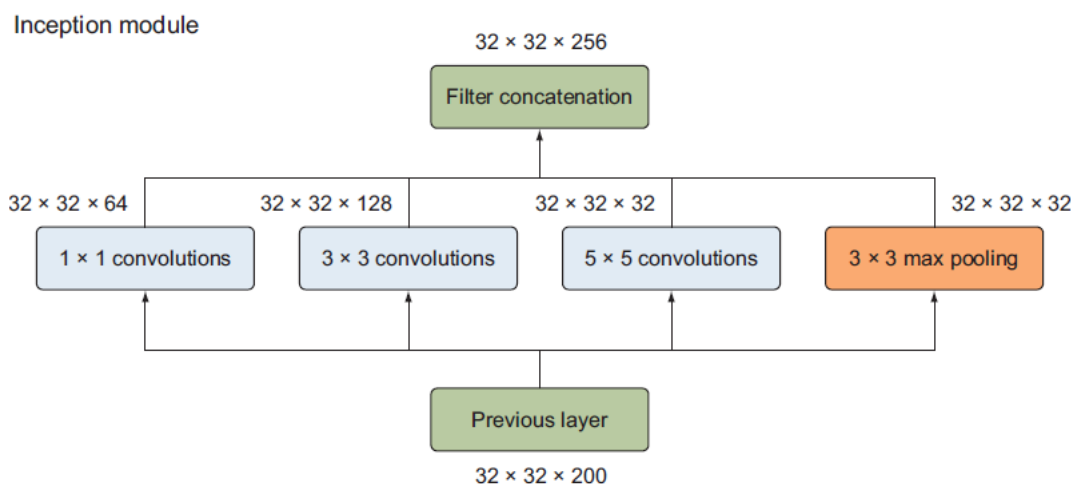 Inception module
32 × 32 × 256
Filter concatenation
32 × 32 × 64
32 × 32 × 128
32 × 32 × 32
32 × 32 × 32
1 × 1 convolutions
3 × 3 convolutions
5 × 5 convolutions
3 × 3 max pooling
Previous layer
32 × 32 × 200